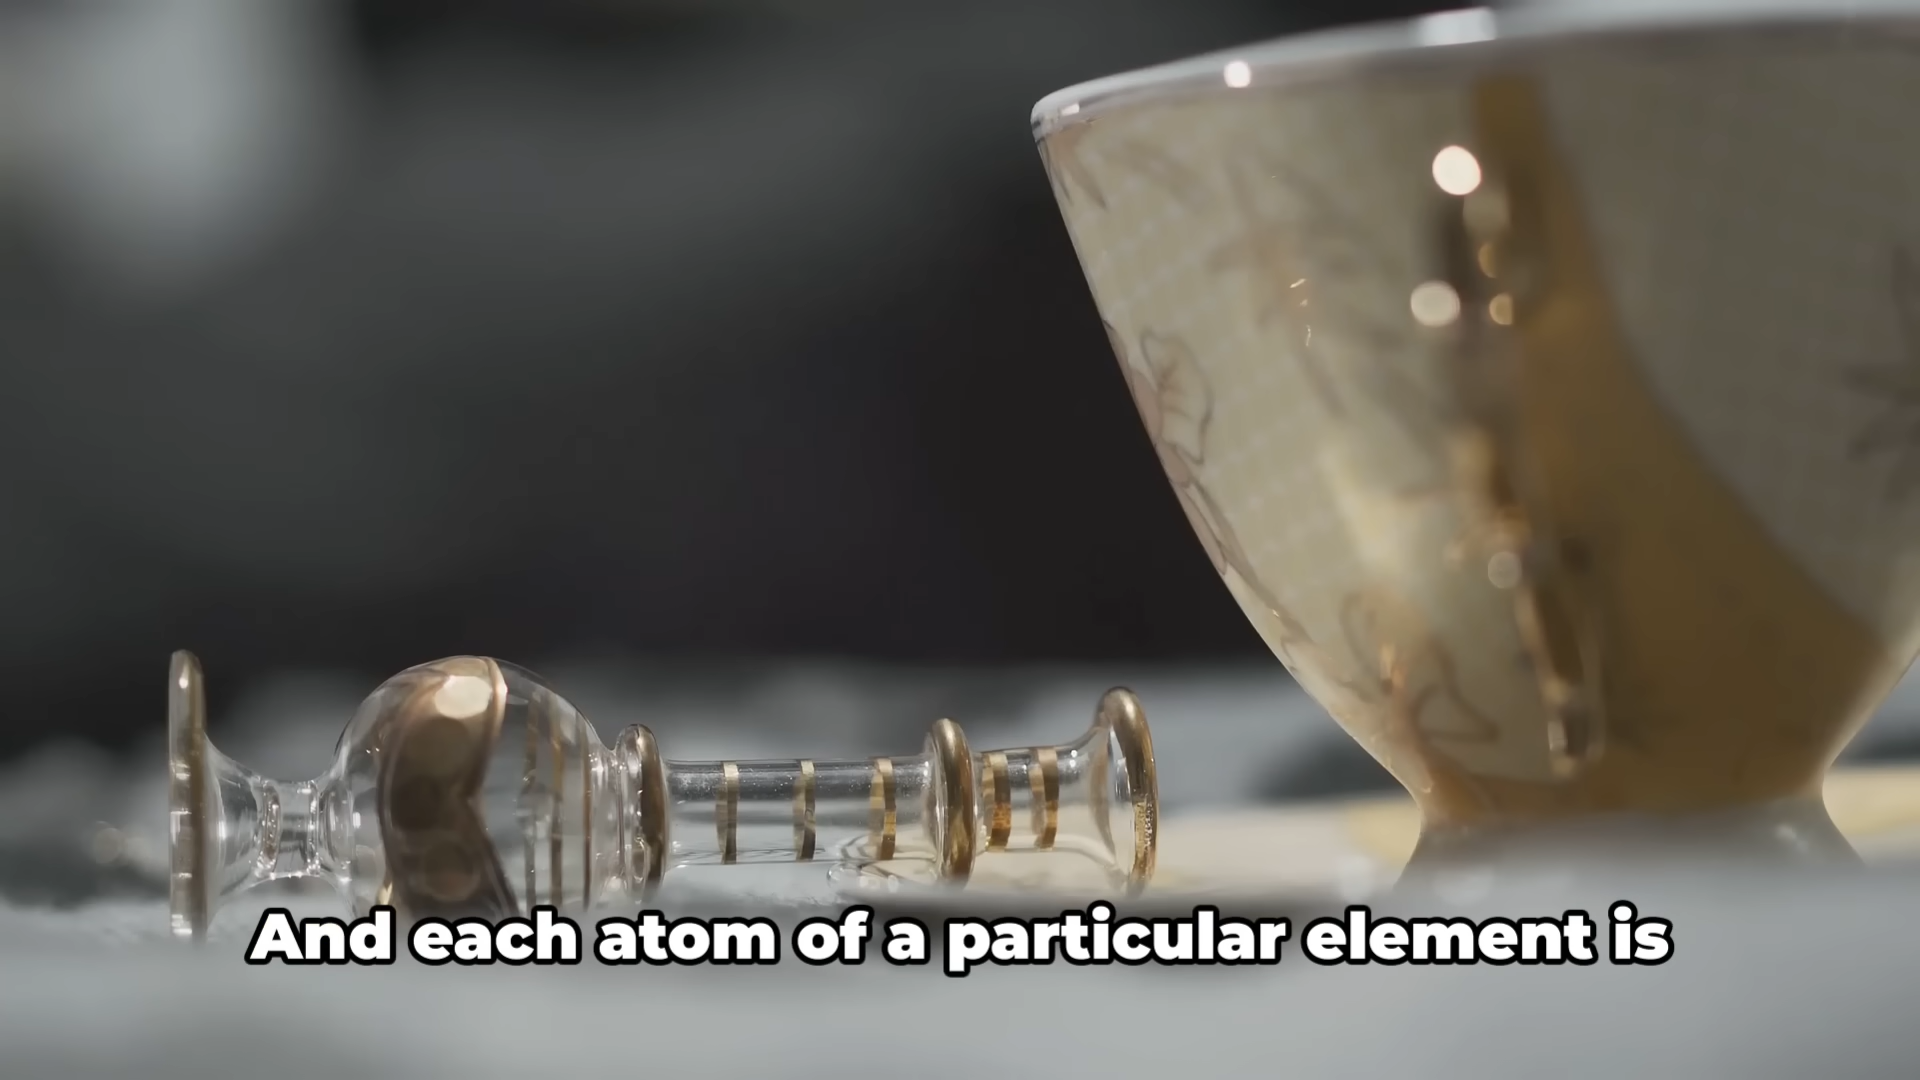 And each atom of a particular element is